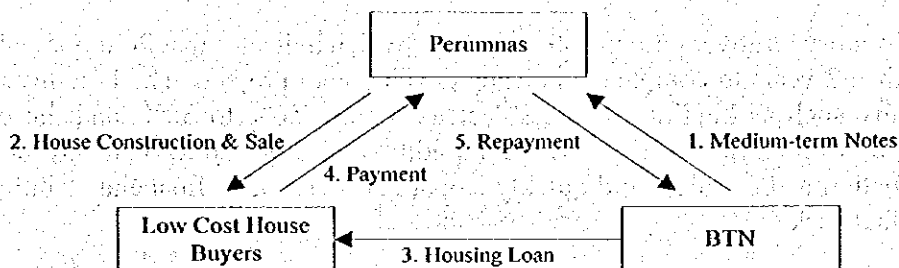 Perumnas
2. House Construction & Sale
5. Repayment
1. Medium-term Notes
4. Payment
Low Cost House
Buyers
3. Housing Loan
BTN